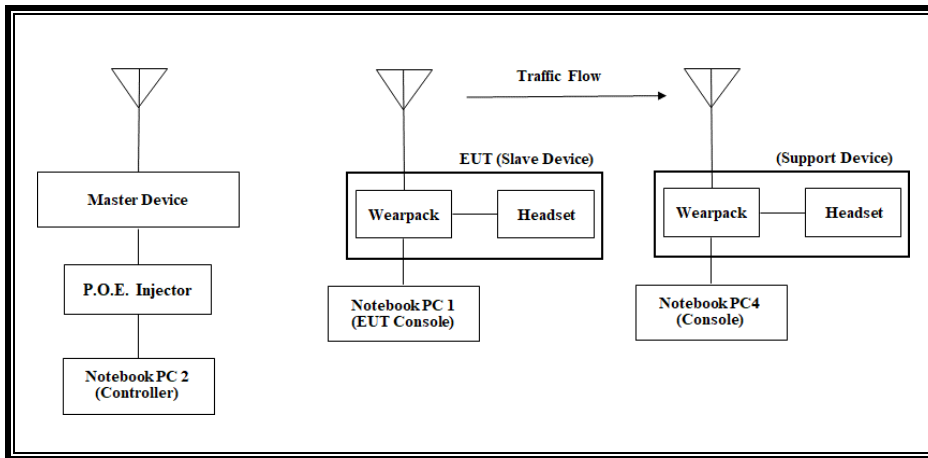 Traffic Flow
EUT (Slave Device)
(Support Device)
Master Device
Wearpack
Headset
Wearpack
Headset
P.O.E. Injector
Notebook PC 1
(EUT Console)
Notebook PC4
(Console)
Notebook PC 2
(Controller)